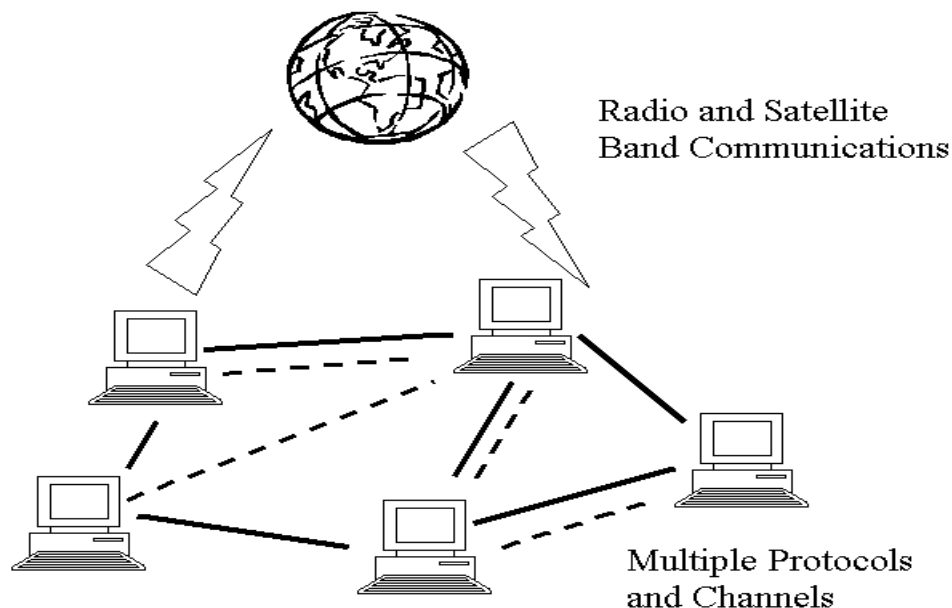 Radio and Satellite
Band Communications
Multiple Protocols
and Channels